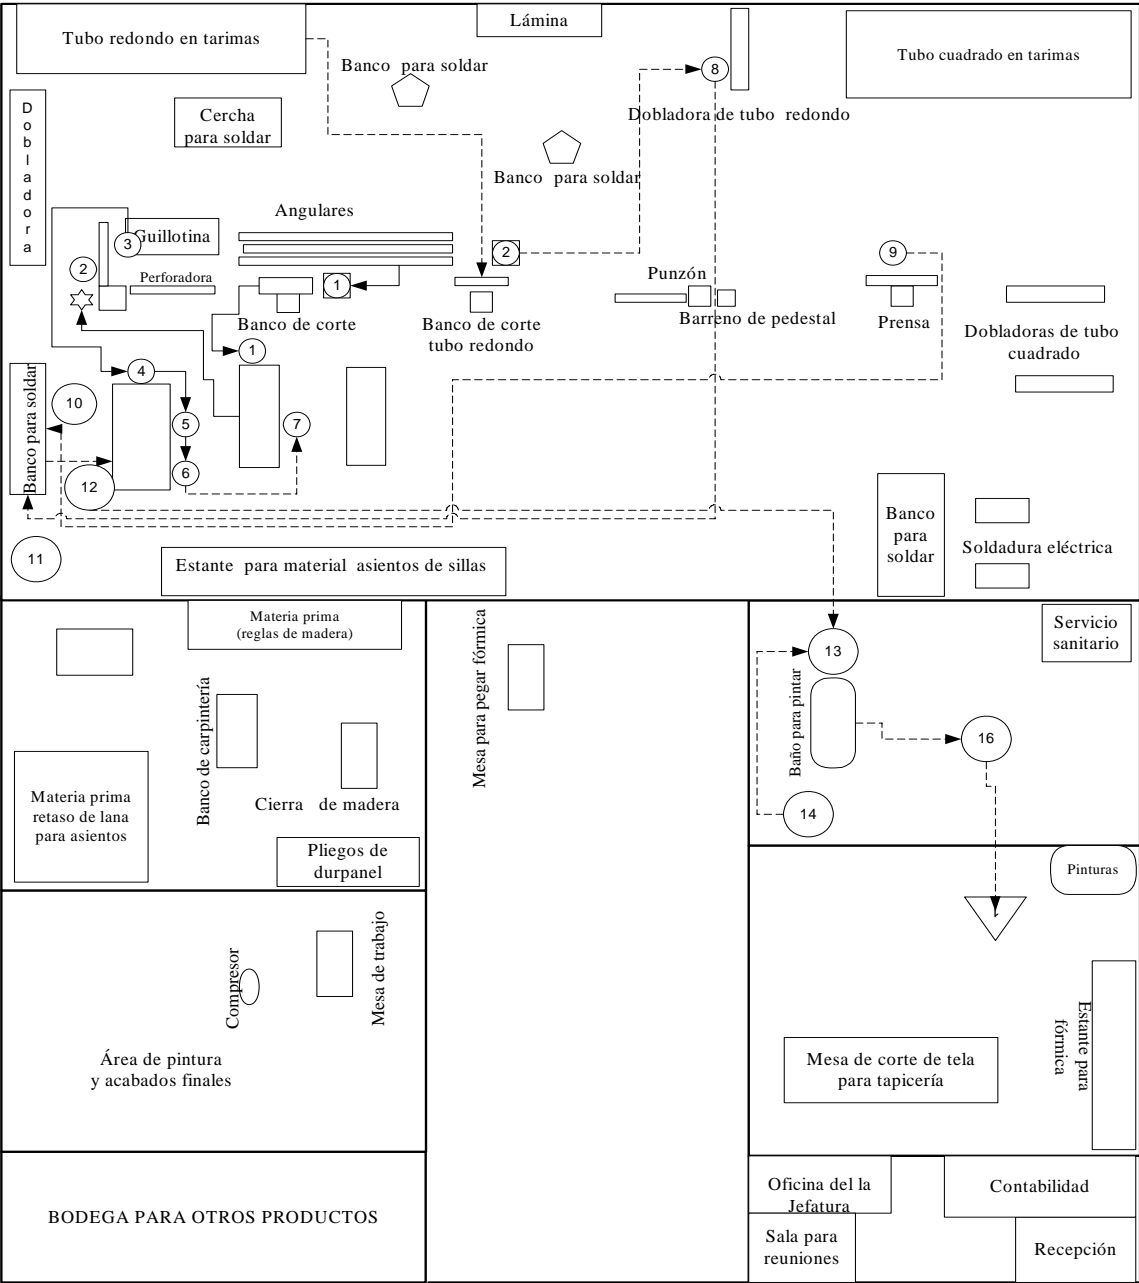 Lámina
Tubo redondo en tarimas
Banco para soldar
8
Tubo cuadrado en tarimas
Dobladora
Cercha
para soldar
Dobladora de tubo redondo
Banco para soldar
Angulares
3
Guillotina
2
9
2
Perforadora
1
Punzón
Banco de corte
Banco de corte
tubo redondo
Barreno de pedestal
Prensa
Dobladoras de tubo
cuadrado
1
4
Banco para soldar
10
5
7
6
12
Banco
para
soldar
Soldadura eléctrica
11
Estante para material asientos de sillas
Materia prima
(reglas de madera)
Servicio
sanitario
Mesa para pegar fórmica
13
Banco de carpintería
Baño para pintar
16
Materia prima
retaso de lana
para asientos
Cierra de madera
14
Pliegos de
durpanel
Pinturas
Compresor
Mesa de trabajo
Estante para
fórmica
Área de pintura
y acabados finales
Mesa de corte de tela
para tapicería
Oficina del la
Jefatura
Contabilidad
BODEGA PARA OTROS PRODUCTOS
Sala para
reuniones
Recepción